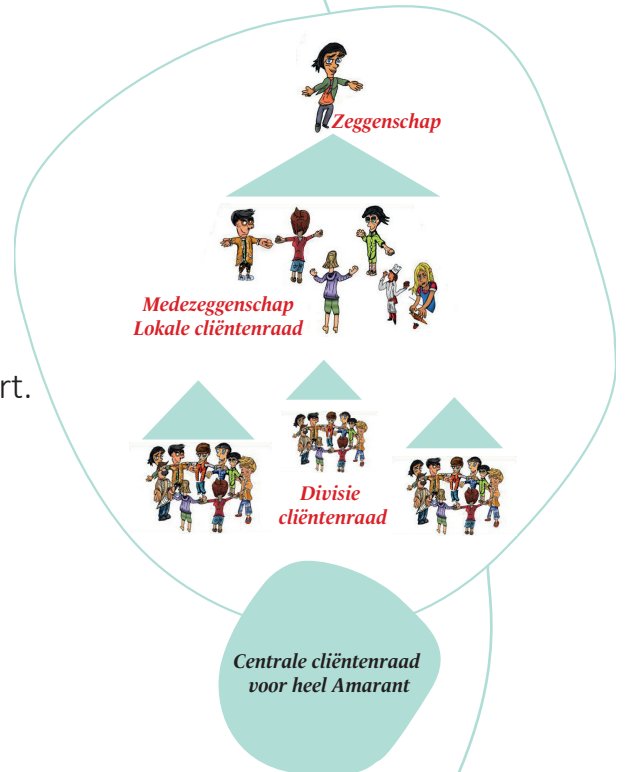 Zeggenschap
Medezeggenschap
Lokale cliëntenraad
rt.
Divisie
cliëntenraad
Centrale cliëntenraad
voor heel Amarant